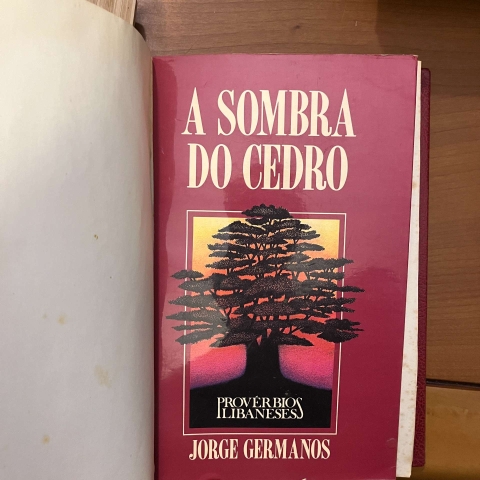 A SOMBRA
DO CEDRO
PROVÉRBIOS
LIBANESES
JORGE GERMANOS